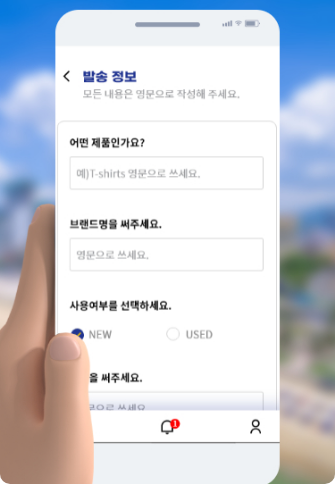 발송 정보
모든 내용은 영문으로 작성해 주세요.
어떤 제품인가요?
예)T-shirts 영문으로 쓰세요.
브랜드명을 써주세요.
영문으로 쓰세요.
사용여부를 선택하세요.
NEW USED
을 써주세요.
으로 쓰세요
1